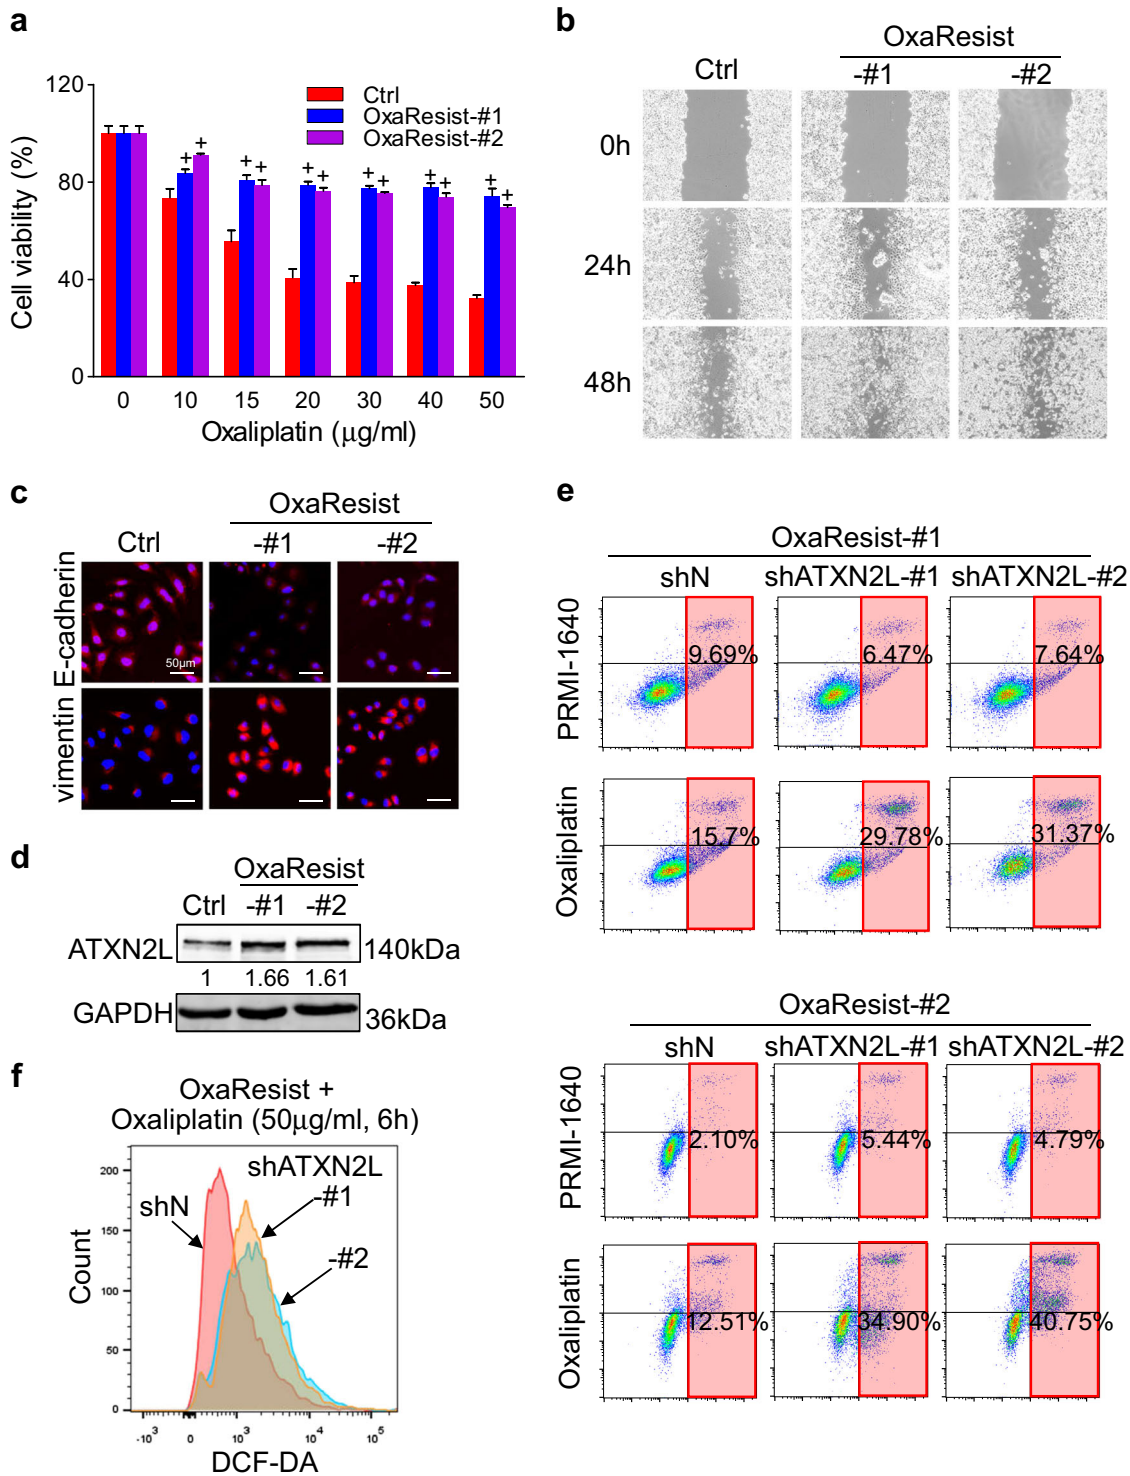 a
120
80
40
0
Cell viability (%)
Ctrl
OxaResist-#1
OxaResist-#2
+ + + + + + + + + + + +
0 10 15 20 30 40 50
Oxaliplatin (μg/ml)
b
OxaResist
Ctrl -#1 -#2
0h
24h
48h
c
OxaResist
Ctrl -#1 -#2
E-cadherin
50μm
vimentin
d
OxaResist
Ctrl -#1 -#2
ATXN2L 140kDa
1 1.66 1.61
GAPDH 36kDa
e
OxaResist-#1
shN shATXN2L-#1 shATXN2L-#2
PRMI-1640
9.69% 6.47% 7.64%
Oxaliplatin
15.7% 29.78% 31.37%
OxaResist-#2
shN shATXN2L-#1 shATXN2L-#2
PRMI-1640
2.10% 5.44% 4.79%
Oxaliplatin
12.51% 34.90% 40.75%
f
OxaResist +
Oxaliplatin (50μg/ml, 6h)
200
150
100
50
0
Count
shATXN2L
-#1
shN
-#2
-10³ 0 10³ 10⁴ 10⁵
DCF-DA